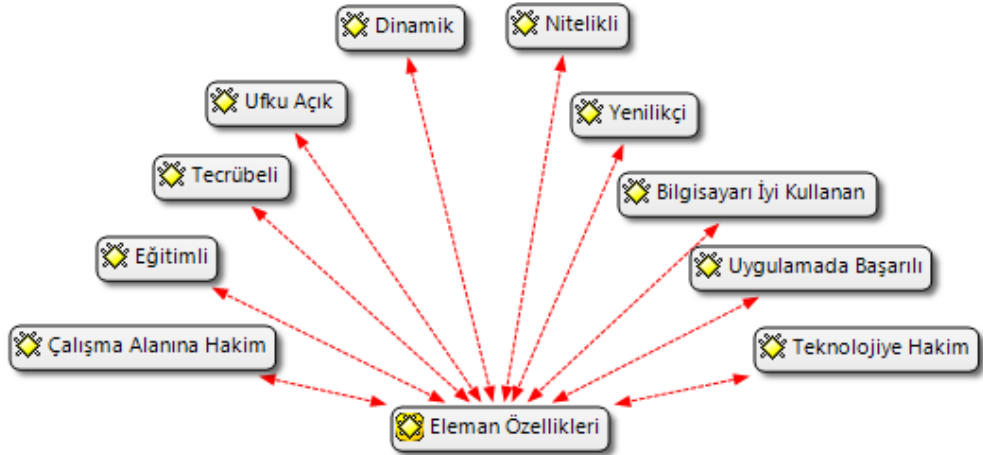 Dinamik
Nitelikli
Ufku Açık
Yenilikçi
Tecrübeli
Bilgisayarı İyi Kullanan
Eğitimli
Uygulamada Başarılı
Çalışma Alanına Hakim
Teknolojiye Hakim
Eleman Özellikleri